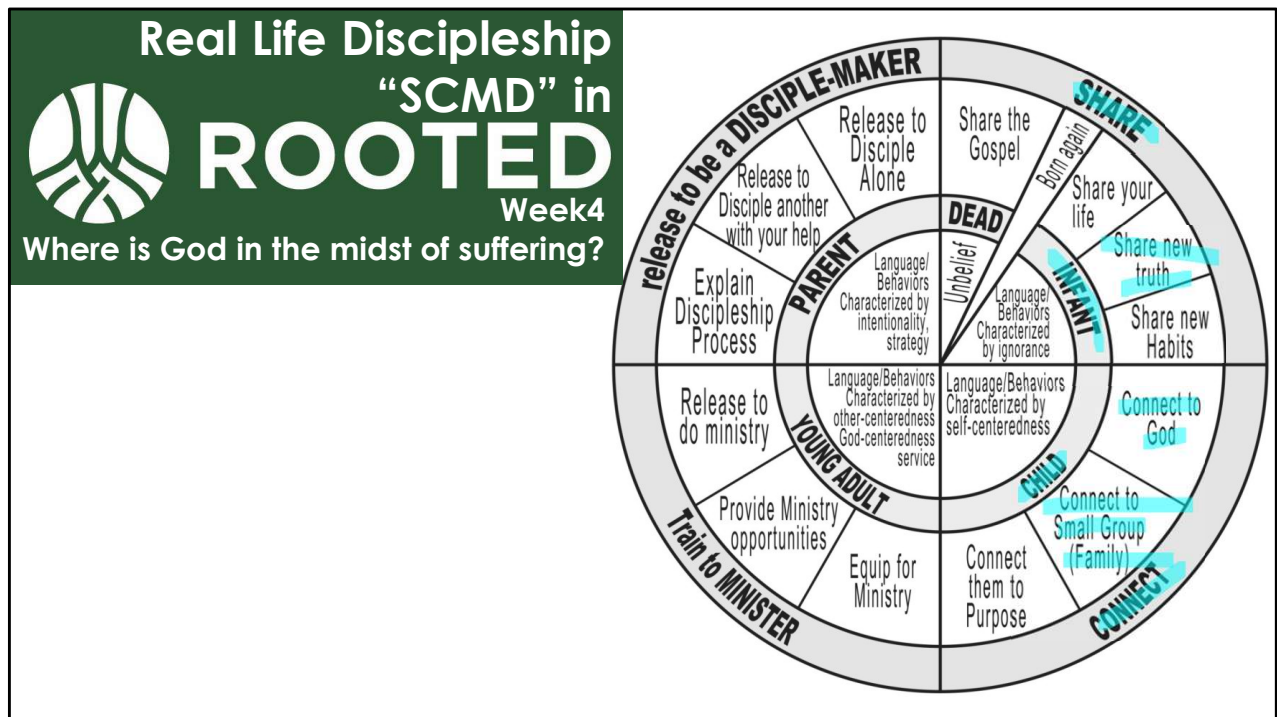 Real Life Discipleship
“SCMD” in
ROOTED
Week4
Where is God in the midst of suffering?
SHARE
Share the
Gospel
Born again
Share your
life
Share new
truth
Share new
Habits
DEAD
Unbelief
INFANT
Language/
Behaviors
Characterized
by ignorance
CONNECT
Connect to
God
Connect to
Small Group
(Family)
Connect
them to
Purpose
CHILD
Language/Behaviors
Characterized by
self-centeredness
Train to MINISTER
Equip for
Ministry
Provide Ministry
opportunities
Release to
do ministry
YOUNG ADULT
Language/Behaviors
Characterized by
other-centeredness
God-centeredness
service
release to be a DISCIPLE-MAKER
Explain
Discipleship
Process
Release to
Disciple another
with your help
Release to
Disciple
Alone
PARENT
Language/
Behaviors
Characterized by
intentionality,
strategy